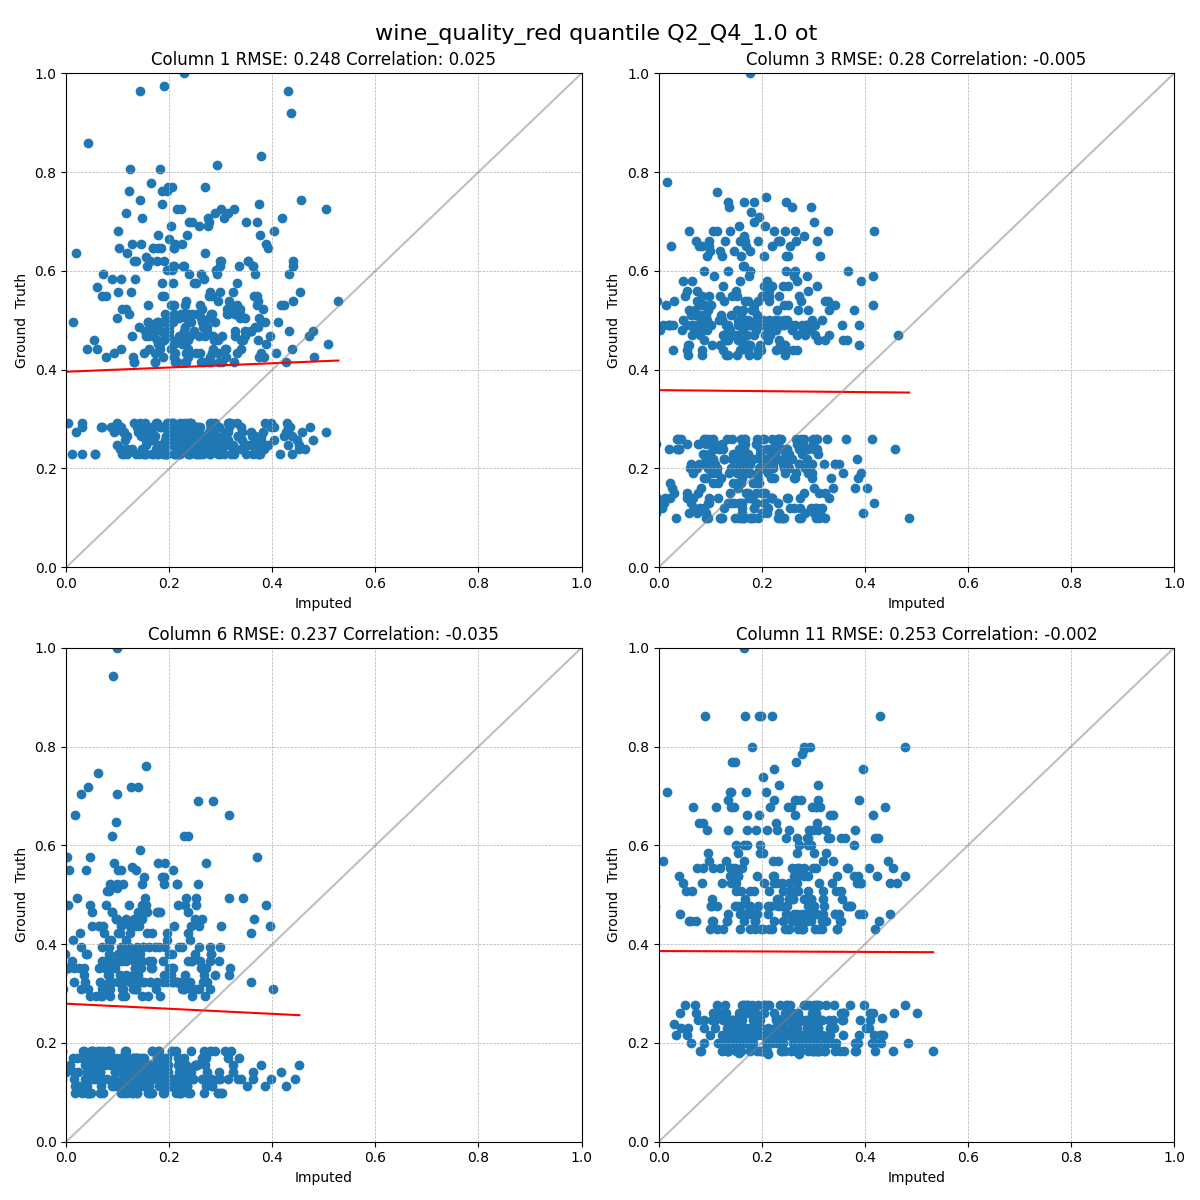 wine_quality_red quantile Q2_Q4_1.0 ot
Column 1 RMSE: 0.248 Correlation: 0.025
Column 3 RMSE: 0.28 Correlation: -0.005
1.0
0.8
0.6
0.4
0.2
0.0
Ground Truth
0.0 0.2 0.4 0.6 0.8 1.0
Imputed
1.0
0.8
0.6
0.4
0.2
0.0
Ground Truth
0.0 0.2 0.4 0.6 0.8 1.0
Imputed
Column 6 RMSE: 0.237 Correlation: -0.035
Column 11 RMSE: 0.253 Correlation: -0.002
1.0
0.8
0.6
0.4
0.2
0.0
Ground Truth
0.0 0.2 0.4 0.6 0.8 1.0
Imputed
1.0
0.8
0.6
0.4
0.2
0.0
Ground Truth
0.0 0.2 0.4 0.6 0.8 1.0
Imputed